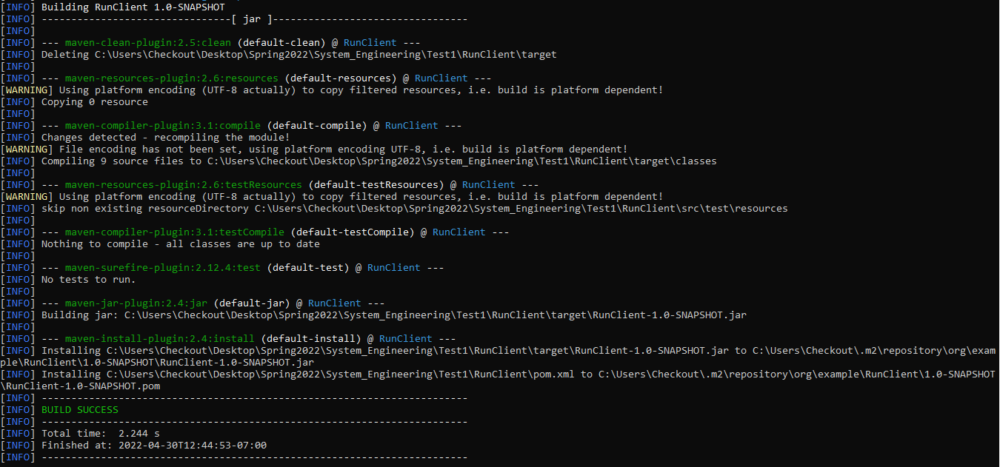 [INFO] Building RunClient 1.0-SNAPSHOT
[INFO] --------------------------------[ jar ]---------------------------------
[INFO]
[INFO] --- maven-clean-plugin:2.5:clean (default-clean) @ RunClient ---
[INFO] Deleting C:\Users\Checkout\Desktop\Spring2022\System_Engineering\Test1\RunClient\target
[INFO]
[INFO] --- maven-resources-plugin:2.6:resources (default-resources) @ RunClient ---
[WARNING] Using platform encoding (UTF-8 actually) to copy filtered resources, i.e. build is platform dependent!
[INFO] Copying 0 resource
[INFO]
[INFO] --- maven-compiler-plugin:3.1:compile (default-compile) @ RunClient ---
[INFO] Changes detected - recompiling the module!
[WARNING] File encoding has not been set, using platform encoding UTF-8, i.e. build is platform dependent!
[INFO] Compiling 9 source files to C:\Users\Checkout\Desktop\Spring2022\System_Engineering\Test1\RunClient\target\classes
[INFO]
[INFO] --- maven-resources-plugin:2.6:testResources (default-testResources) @ RunClient ---
[WARNING] Using platform encoding (UTF-8 actually) to copy filtered resources, i.e. build is platform dependent!
[INFO] skip non existing resourceDirectory C:\Users\Checkout\Desktop\Spring2022\System_Engineering\Test1\RunClient\src\test\resources
[INFO]
[INFO] --- maven-compiler-plugin:3.1:testCompile (default-testCompile) @ RunClient ---
[INFO] Nothing to compile - all classes are up to date
[INFO]
[INFO] --- maven-surefire-plugin:2.12.4:test (default-test) @ RunClient ---
[INFO] No tests to run.
[INFO]
[INFO] --- maven-jar-plugin:2.4:jar (default-jar) @ RunClient ---
[INFO] Building jar: C:\Users\Checkout\Desktop\Spring2022\System_Engineering\Test1\RunClient\target\RunClient-1.0-SNAPSHOT.jar
[INFO]
[INFO] --- maven-install-plugin:2.4:install (default-install) @ RunClient ---
[INFO] Installing C:\Users\Checkout\Desktop\Spring2022\System_Engineering\Test1\RunClient\target\RunClient-1.0-SNAPSHOT.jar to C:\Users\Checkout\.m2\repository\org\exam
ple\RunClient\1.0-SNAPSHOT\RunClient-1.0-SNAPSHOT.jar
[INFO] Installing C:\Users\Checkout\Desktop\Spring2022\System_Engineering\Test1\RunClient\pom.xml to C:\Users\Checkout\.m2\repository\org\example\RunClient\1.0-SNAPSHOT
\RunClient-1.0-SNAPSHOT.pom
[INFO] ------------------------------------------------------------------------
[INFO] BUILD SUCCESS
[INFO] ------------------------------------------------------------------------
[INFO] Total time:  2.244 s
[INFO] Finished at: 2022-04-30T12:44:53-07:00
[INFO] ------------------------------------------------------------------------